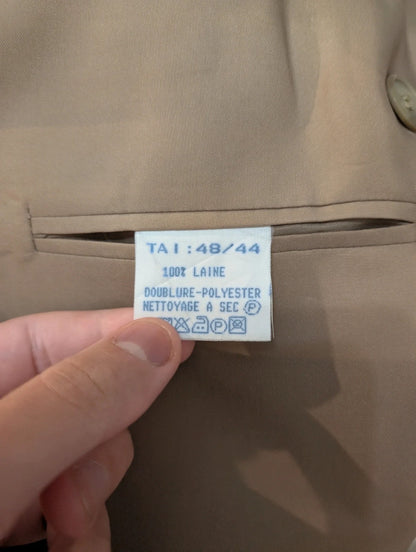 TAI : 48/44
100% LAINE
DOUBLURE-POLYESTER
NETTOYAGE A SEC Ⓟ
Ⓟ